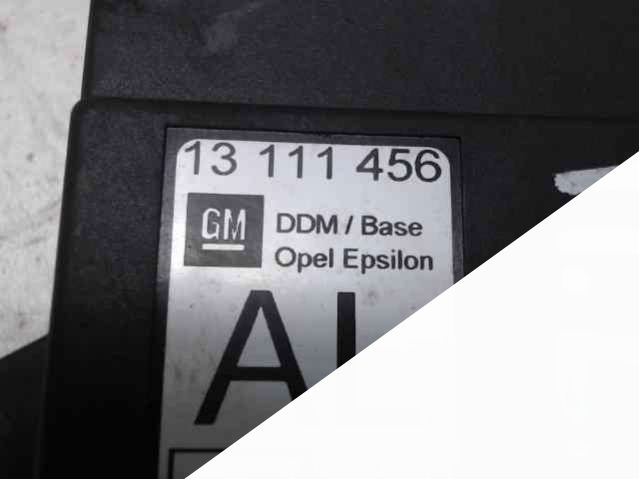 13 111 456
GM
DDM / Base
Opel Epsilon